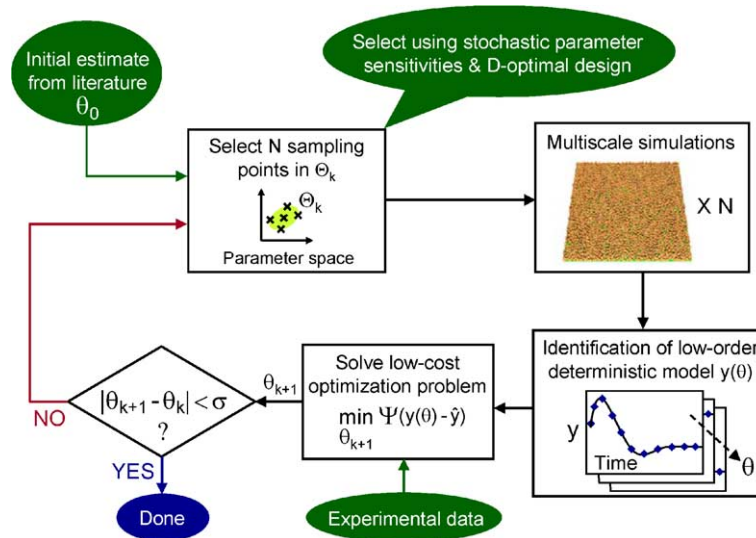 Initial estimate
from literature
θ₀
Select using stochastic parameter
sensitivities & D-optimal design
Select N sampling
points in Θₖ
Θₖ
Parameter space
Multiscale simulations
X N
Identification of low-order
deterministic model y(θ)
y
Time
θ
Solve low-cost
optimization problem
min Ψ(y(θ) - ŷ)
θₖ₊₁
Experimental data
θₖ₊₁
|θₖ₊₁ - θₖ| < σ
?
NO
YES
Done